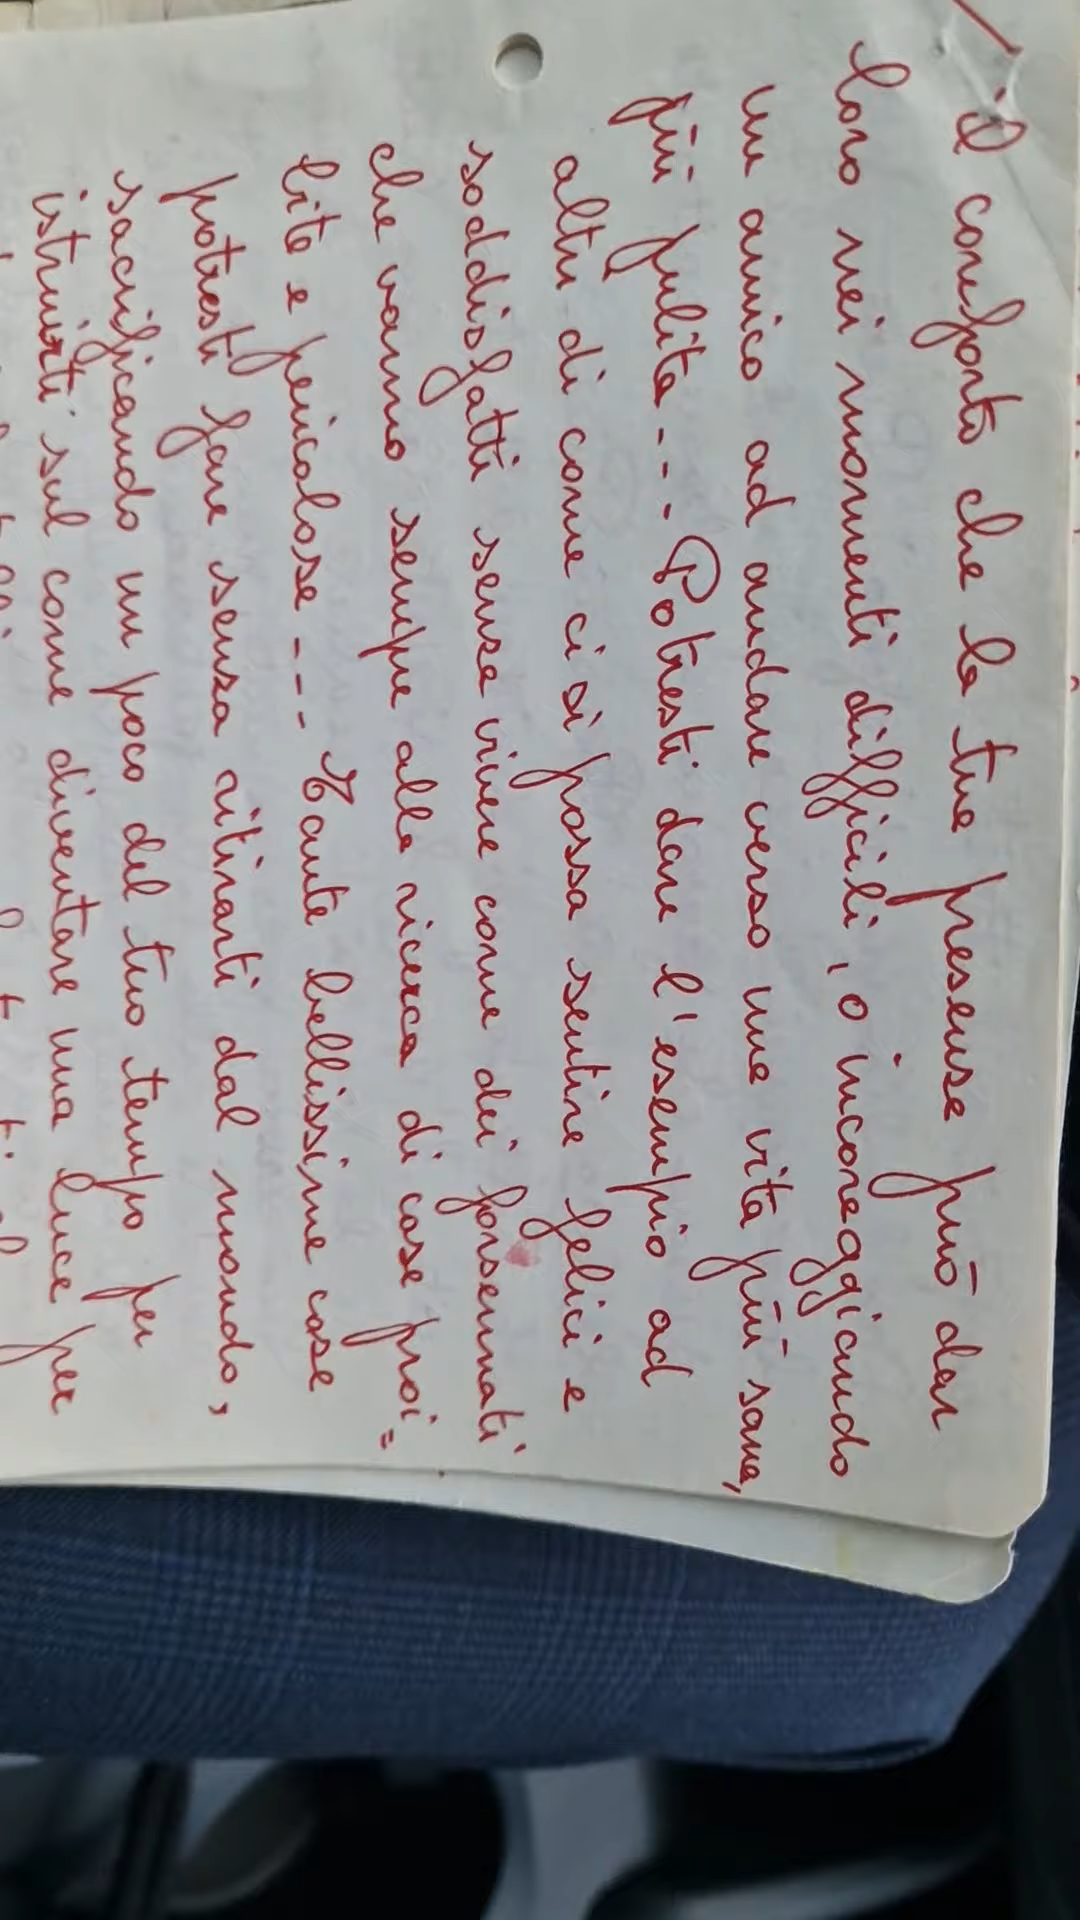 il conforto che la tua presenza può dar
loro nei momenti difficili, o incoraggiando
un amico ad andare verso una vita più sana,
più pulita... Potresti dare l'esempio ad
altri di come ci si possa sentire felici e
soddisfatti senza vivere come dei forsennati
che vanno sempre alla ricerca di cose proi=
bite e pericolose... Tante bellissime cose
potresti fare senza ritirarti dal mondo,
sacrificando un poco del tuo tempo per
istruirti sul come diventare una luce per